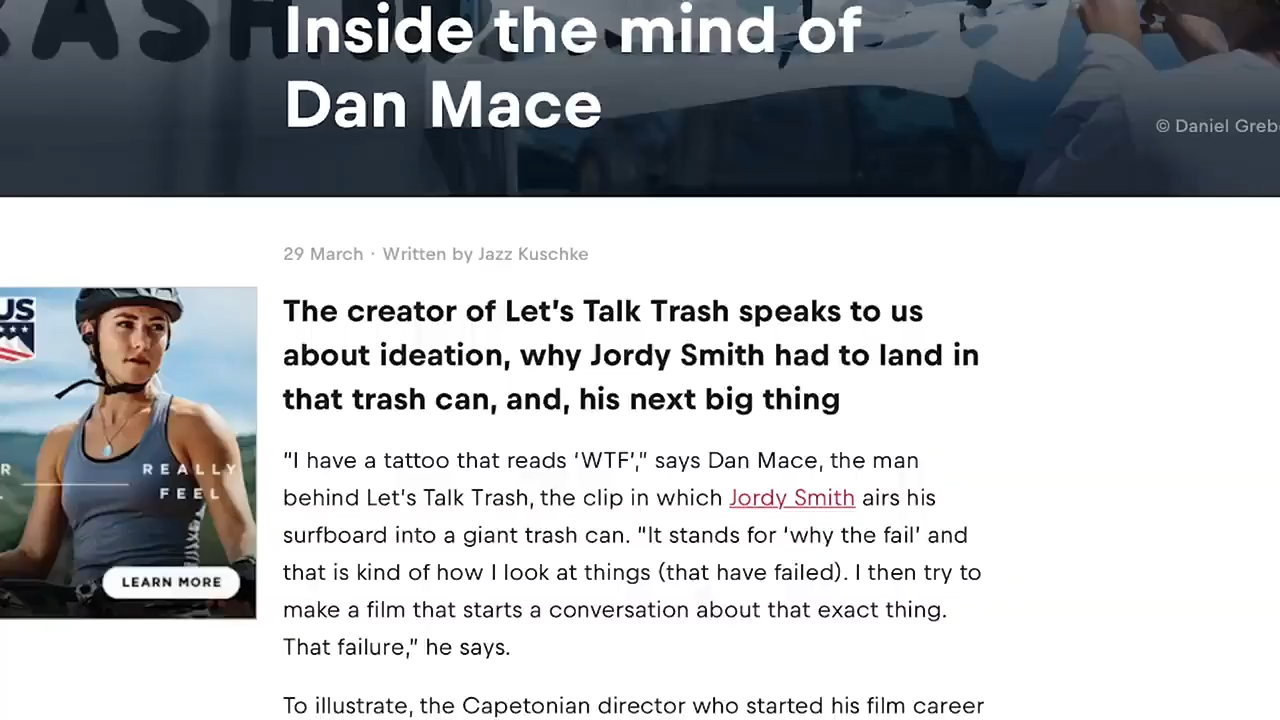 Inside the mind of
Dan Mace
© Daniel Greb
29 March · Written by Jazz Kuschke
The creator of Let’s Talk Trash speaks to us
about ideation, why Jordy Smith had to land in
that trash can, and, his next big thing
“I have a tattoo that reads ‘WTF’,” says Dan Mace, the man
behind Let’s Talk Trash, the clip in which Jordy Smith airs his
surfboard into a giant trash can. “It stands for ‘why the fail’ and
that is kind of how I look at things (that have failed). I then try to
make a film that starts a conversation about that exact thing.
That failure,” he says.
To illustrate, the Capetonian director who started his film career
US
REALLY
FEEL
LEARN MORE